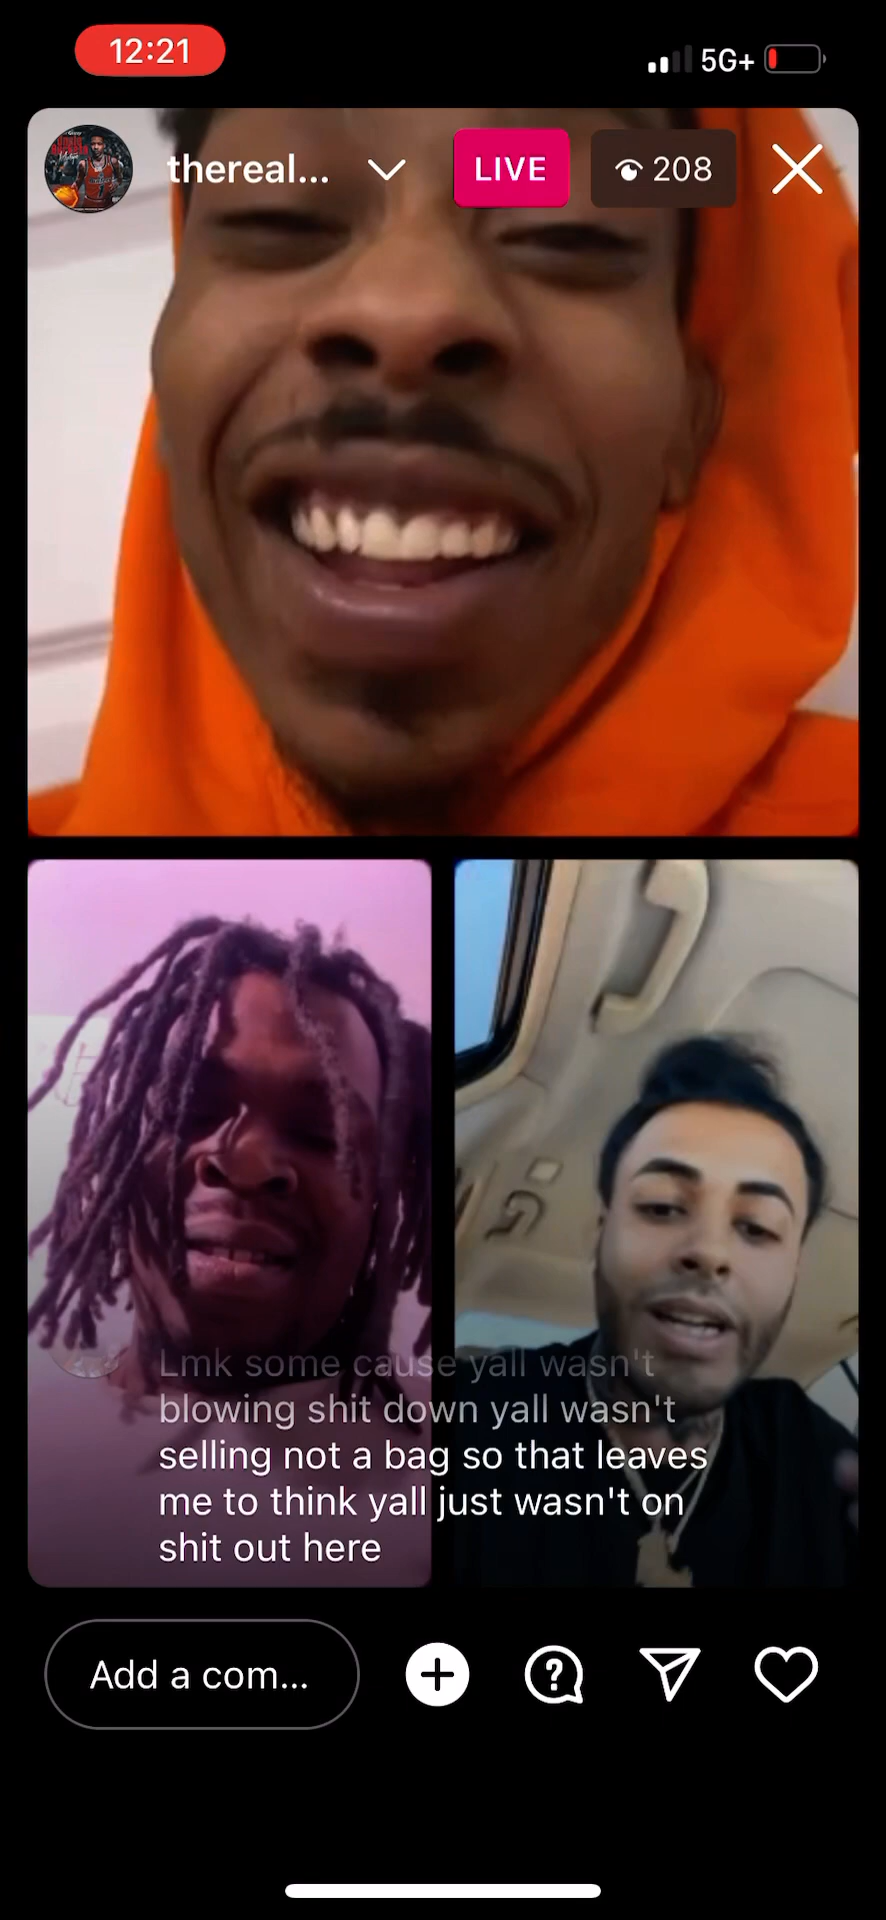 12:21
5G+
thereal...
LIVE
208
Lmk some cause yall wasn't
blowing shit down yall wasn't
selling not a bag so that leaves
me to think yall just wasn't on
shit out here
Add a com...